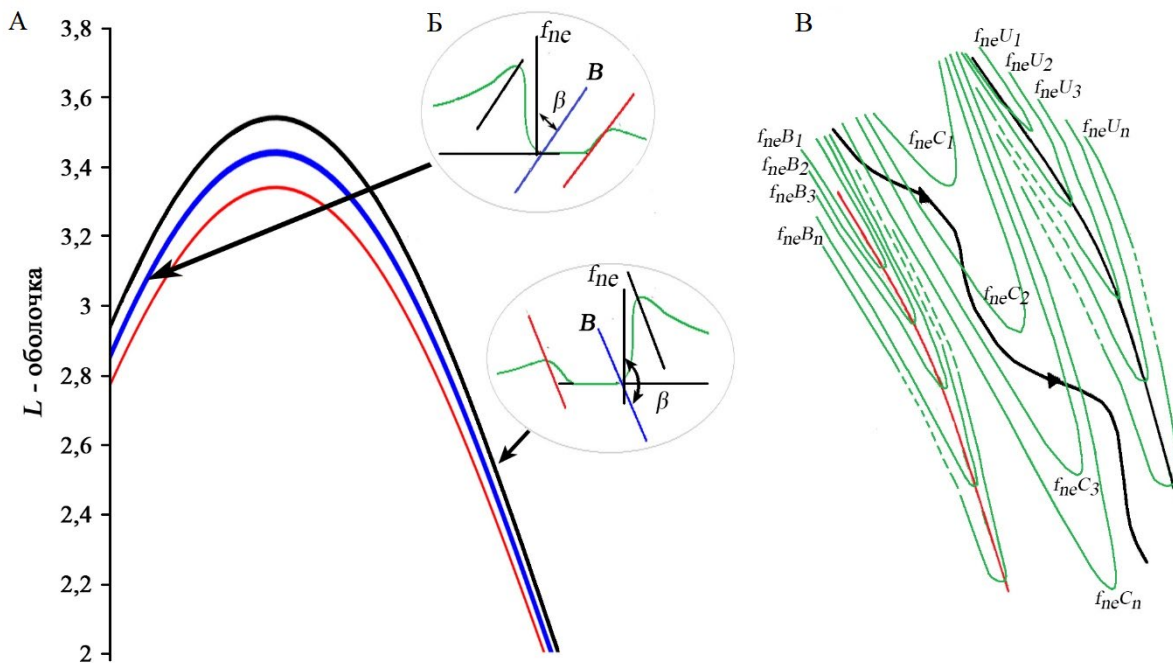 А
Б
В
L - оболочка
3,8
3,6
3,4
3,2
3
2,8
2,6
2,4
2,2
2
fne
B
β
fne
B
β
fneU1
fneU2
fneU3
fneUn
fneC1
fneB1
fneB2
fneB3
fneBn
fneC2
fneC3
fneCn